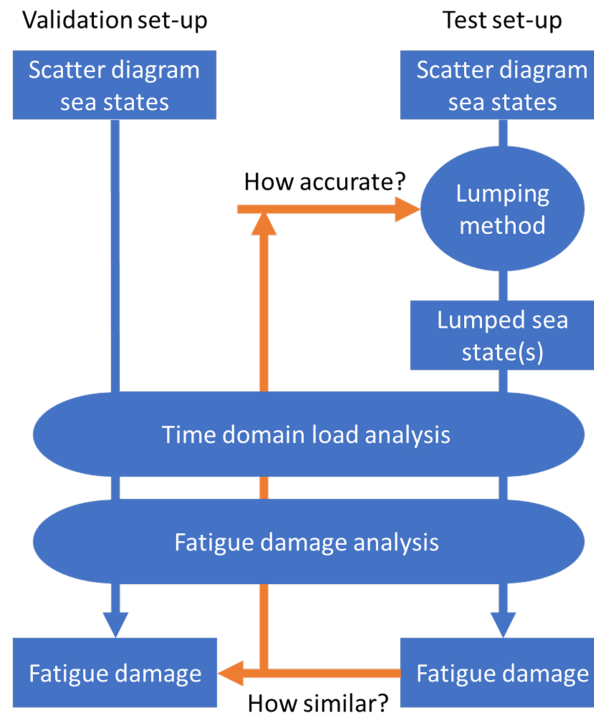 Validation set-up
Test set-up
Scatter diagram
sea states
Scatter diagram
sea states
How accurate?
Lumping
method
Lumped sea
state(s)
Time domain load analysis
Fatigue damage analysis
Fatigue damage
Fatigue damage
How similar?